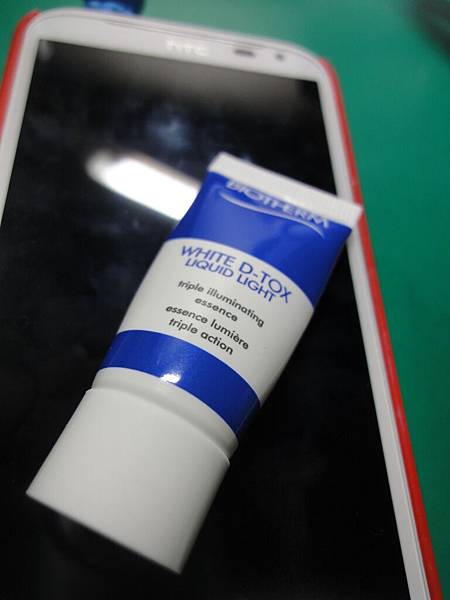 hTC
BIOTHERM
WHITE D-TOX
LIQUID LIGHT
triple illuminating
essence
essence lumière
triple action